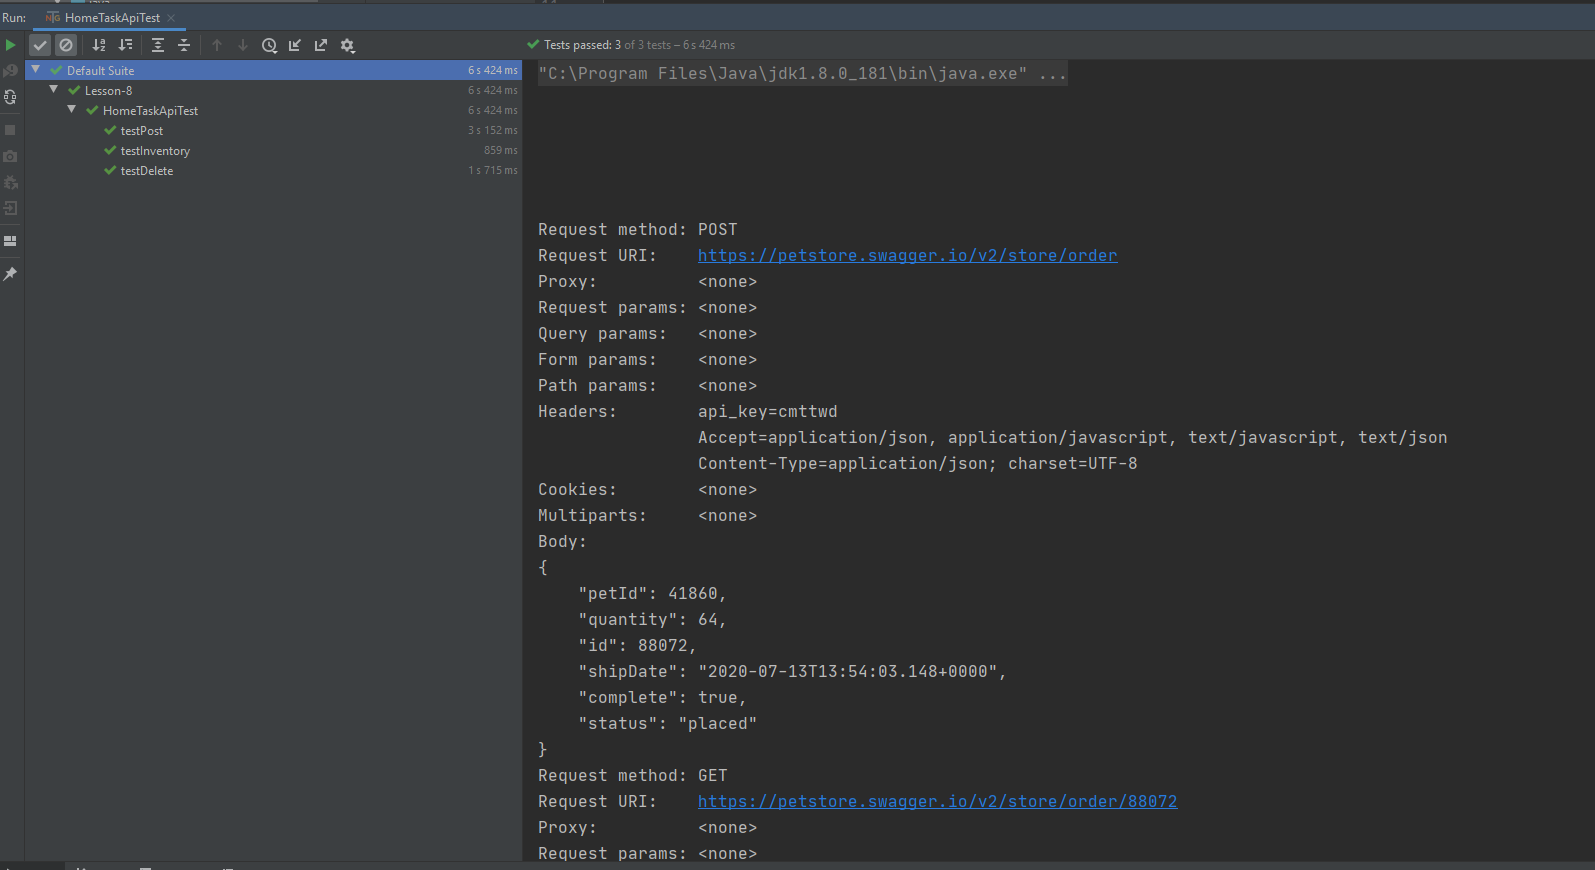 Run: HomeTaskApiTest
Tests passed: 3 of 3 tests – 6 s 424 ms
Default Suite 6 s 424 ms
Lesson-8 6 s 424 ms
HomeTaskApiTest 6 s 424 ms
testPost 3 s 152 ms
testInventory 859 ms
testDelete 1 s 715 ms
"C:\Program Files\Java\jdk1.8.0_181\bin\java.exe" ...
Request method: POST
Request URI: https://petstore.swagger.io/v2/store/order
Proxy: <none>
Request params: <none>
Query params: <none>
Form params: <none>
Path params: <none>
Headers: api_key=cmttwd
Accept=application/json, application/javascript, text/javascript, text/json
Content-Type=application/json; charset=UTF-8
Cookies: <none>
Multiparts: <none>
Body:
{
"petId": 41860,
"quantity": 64,
"id": 88072,
"shipDate": "2020-07-13T13:54:03.148+0000",
"complete": true,
"status": "placed"
}
Request method: GET
Request URI: https://petstore.swagger.io/v2/store/order/88072
Proxy: <none>
Request params: <none>